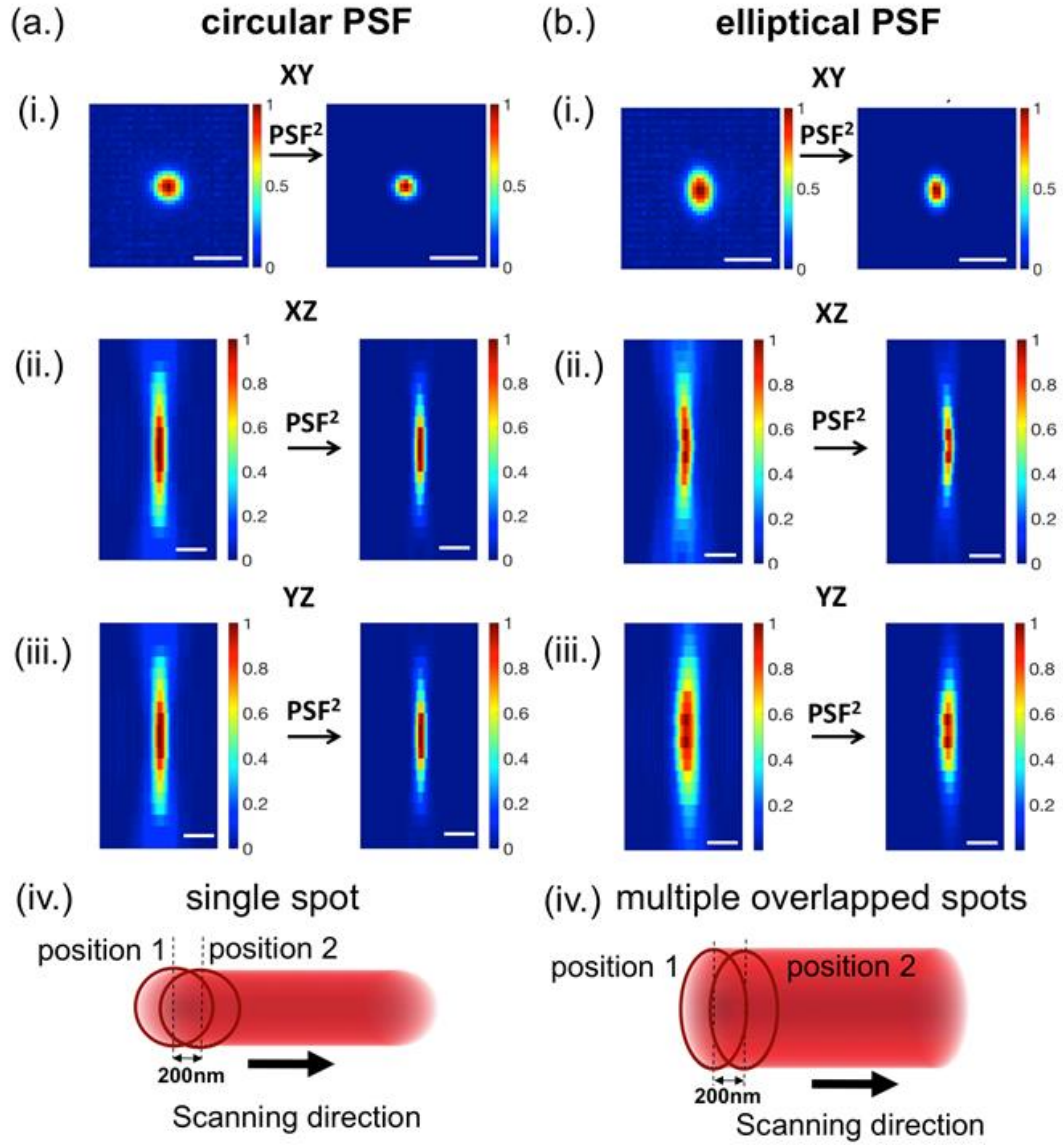 (a.) circular PSF
XY
(i.)
PSF²
1
0.5
0
1
0.5
0
XZ
(ii.)
PSF²
1
0.8
0.6
0.4
0.2
0
1
0.8
0.6
0.4
0.2
0
YZ
(iii.)
PSF²
1
0.8
0.6
0.4
0.2
0
1
0.8
0.6
0.4
0.2
0
(iv.) single spot
position 1 position 2
200nm
Scanning direction
(b.) elliptical PSF
XY
(i.)
PSF²
1
0.5
0
1
0.5
0
XZ
(ii.)
PSF²
1
0.8
0.6
0.4
0.2
0
1
0.8
0.6
0.4
0.2
0
YZ
(iii.)
PSF²
1
0.8
0.6
0.4
0.2
1
0.8
0.6
0.4
0.2
(iv.) multiple overlapped spots
position 1 position 2
200nm
Scanning direction